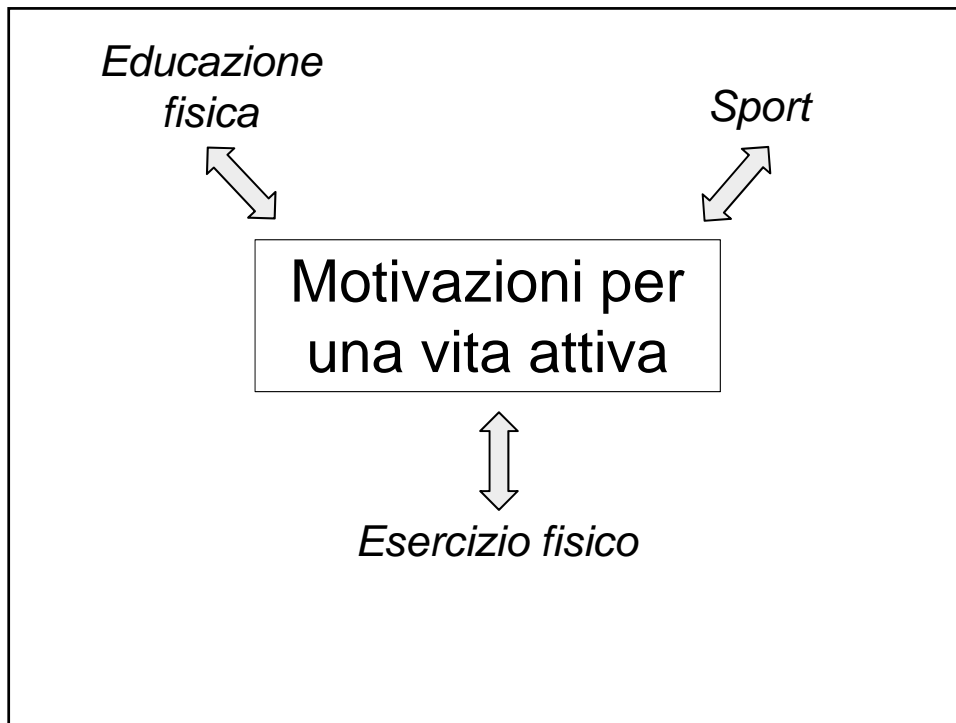 Educazione
fisica
Sport
Motivazioni per
una vita attiva
Esercizio fisico